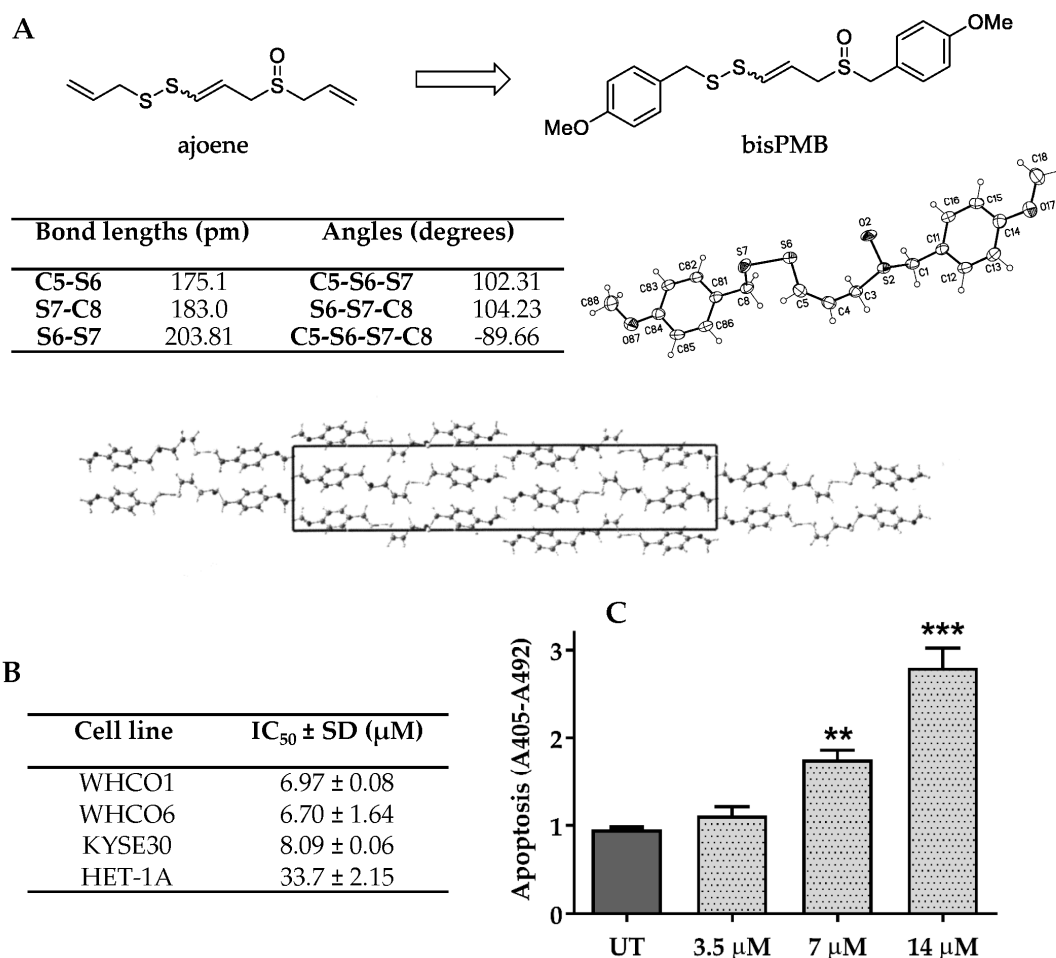 A
S
S
O
S
ajoene
MeO
S
S
O
S
OMe
bisPMB
Bond lengths (pm) Angles (degrees)
C5-S6 175.1 C5-S6-S7 102.31
S7-C8 183.0 S6-S7-C8 104.23
S6-S7 203.81 C5-S6-S7-C8 -89.66
C18
C16
C15
O17
O2
C14
C11
S7
S6
C13
C82
S2
C1
C12
C83
C81
C88
C8
C5
C3
C4
C84
C86
O87
C85
B
Cell line IC₅₀ ± SD (μM)
WHCO1 6.97 ± 0.08
WHCO6 6.70 ± 1.64
KYSE30 8.09 ± 0.06
HET-1A 33.7 ± 2.15
C
Apoptosis (A405-A492)
3
2
1
0
**
***
UT 3.5 μM 7 μM 14 μM